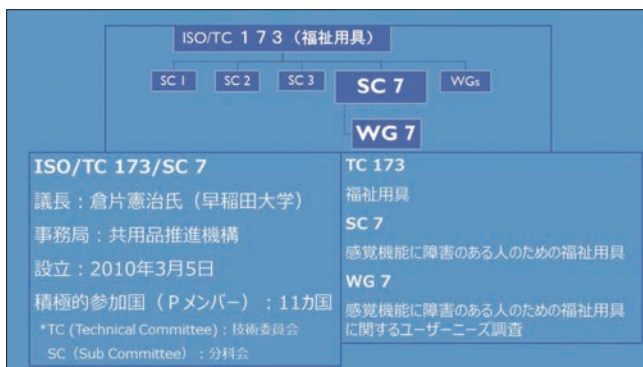 ISO/TC 173（福祉用具）
SC 1
SC 2
SC 3
SC 7
WGs
WG 7
ISO/TC 173/SC 7
議長：倉片憲治氏（早稲田大学）
事務局：共用品推進機構
設立：2010年3月5日
積極的参加国（Pメンバー）：11カ国
*TC (Technical Committee)：技術委員会
SC（Sub Committee）：分科会
TC 173
福祉用具
SC 7
感覚機能に障害のある人のための福祉用具
WG 7
感覚機能に障害のある人のための福祉用具
に関するユーザーニーズ調査